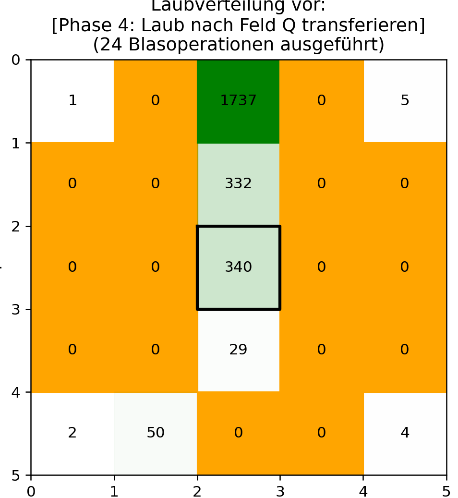 Laubverteilung vor:
[Phase 4: Laub nach Feld Q transferieren]
(24 Blasoperationen ausgeführt)
0
1 0 1737 0 5
1
0 0 332 0 0
2
0 0 340 0 0
3
0 0 29 0 0
4
2 50 0 0 4
5
0 1 2 3 4 5